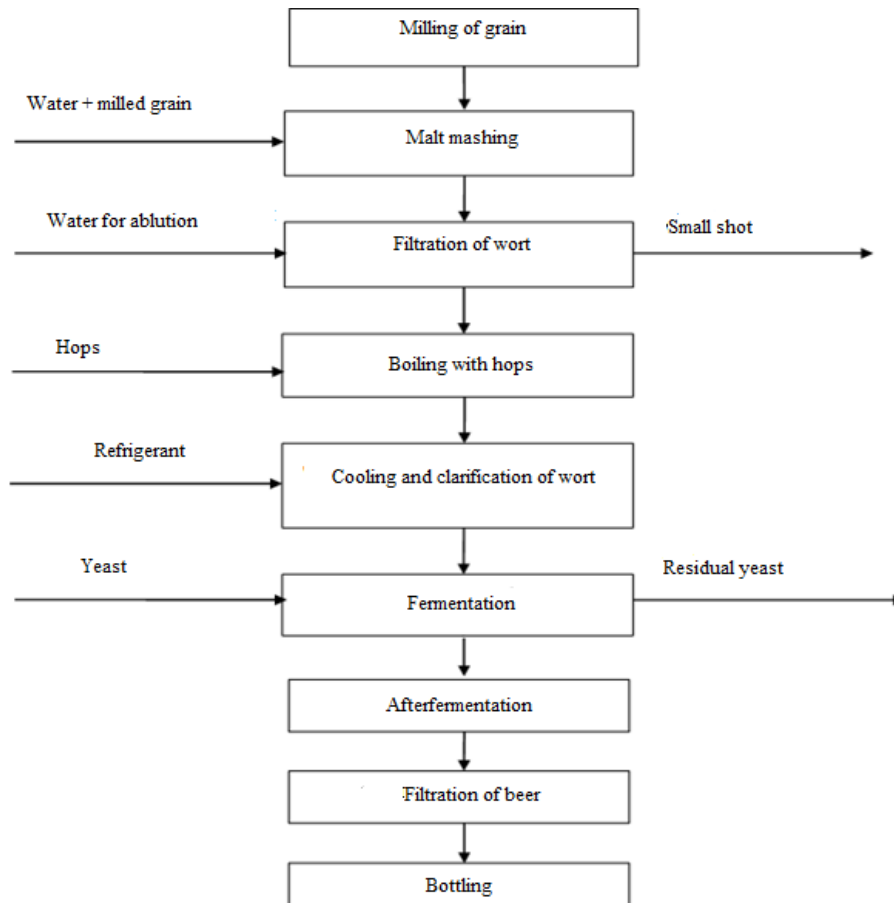 Milling of grain
Water + milled grain
Malt mashing
Water for ablution
Small shot
Filtration of wort
Hops
Boiling with hops
Refrigerant
Cooling and clarification of wort
Yeast
Residual yeast
Fermentation
Afterfermentation
Filtration of beer
Bottling